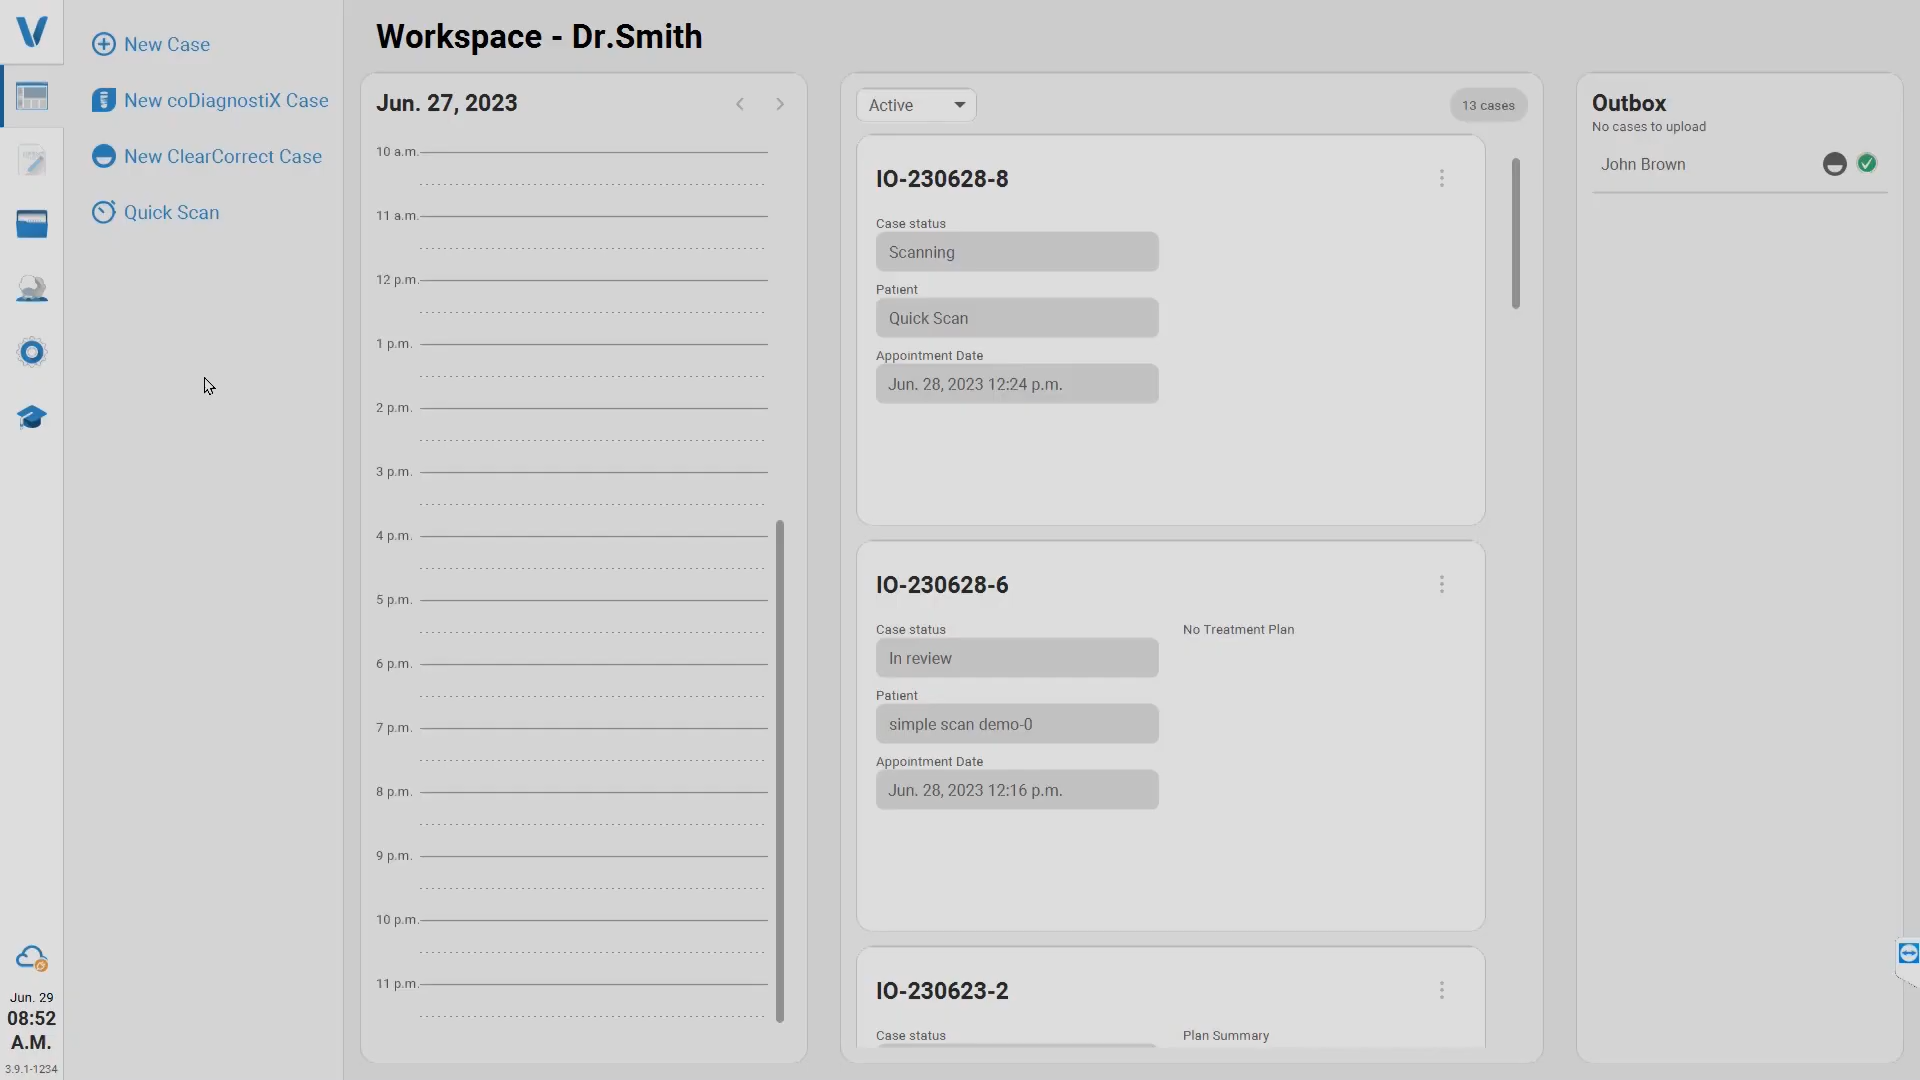 New Case
New coDiagnostiX Case
New ClearCorrect Case
Quick Scan
Jun. 29
08:52
A.M.
3.9.1-1234
Workspace - Dr.Smith
Jun. 27, 2023
10 a.m.
11 a.m.
12 p.m.
1 p.m.
2 p.m.
3 p.m.
4 p.m.
5 p.m.
6 p.m.
7 p.m.
8 p.m.
9 p.m.
10 p.m.
11 p.m.
Active
13 cases
IO-230628-8
Case status
Scanning
Patient
Quick Scan
Appointment Date
Jun. 28, 2023 12:24 p.m.
IO-230628-6
Case status
In review
Patient
simple scan demo-0
Appointment Date
Jun. 28, 2023 12:16 p.m.
No Treatment Plan
IO-230623-2
Case status
Plan Summary
Outbox
No cases to upload
John Brown